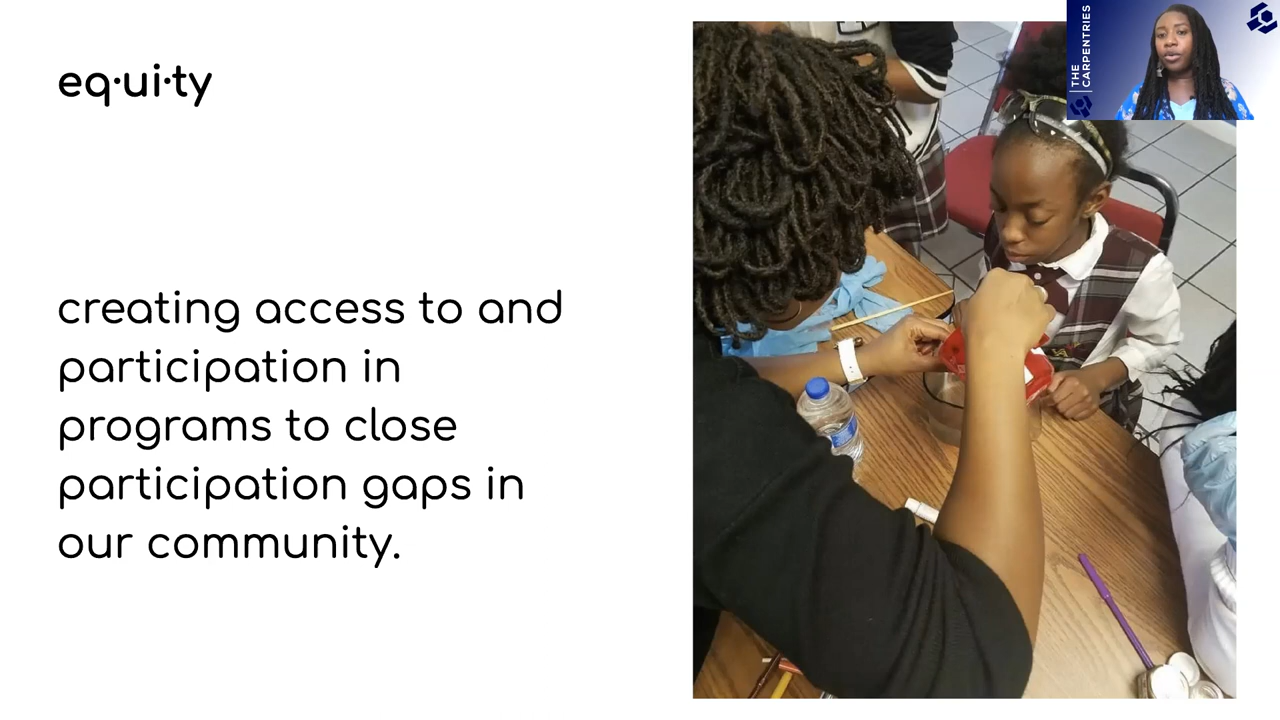 eq·ui·ty
creating access to and
participation in
programs to close
participation gaps in
our community.
THE
CARPENTRIES